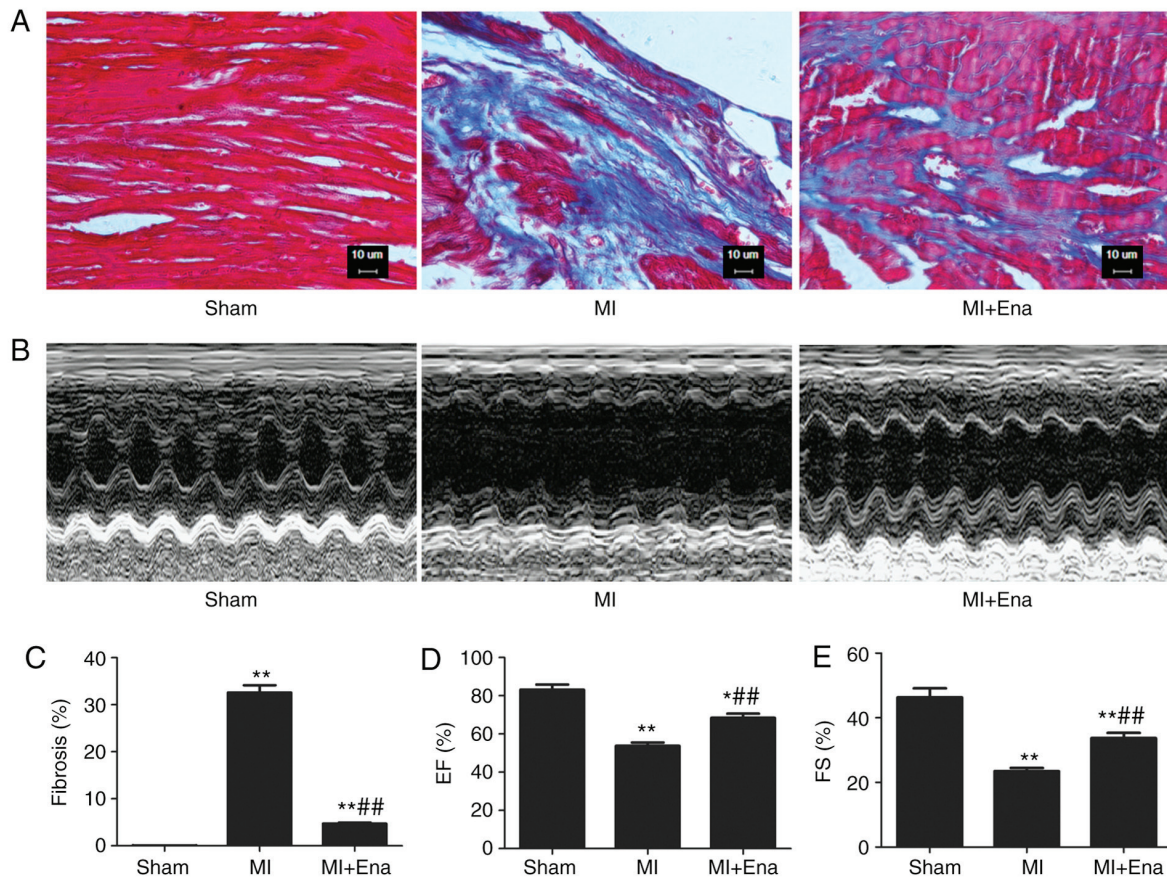 A
10 um
10 um
10 um
Sham
MI
MI+Ena
B
Sham
MI
MI+Ena
C
Fibrosis (%)
40
30
20
10
0
**
**##
Sham
MI
MI+Ena
D
EF (%)
100
80
60
40
20
0
**
*##
Sham
MI
MI+Ena
E
FS (%)
60
40
20
0
**
**##
Sham
MI
MI+Ena